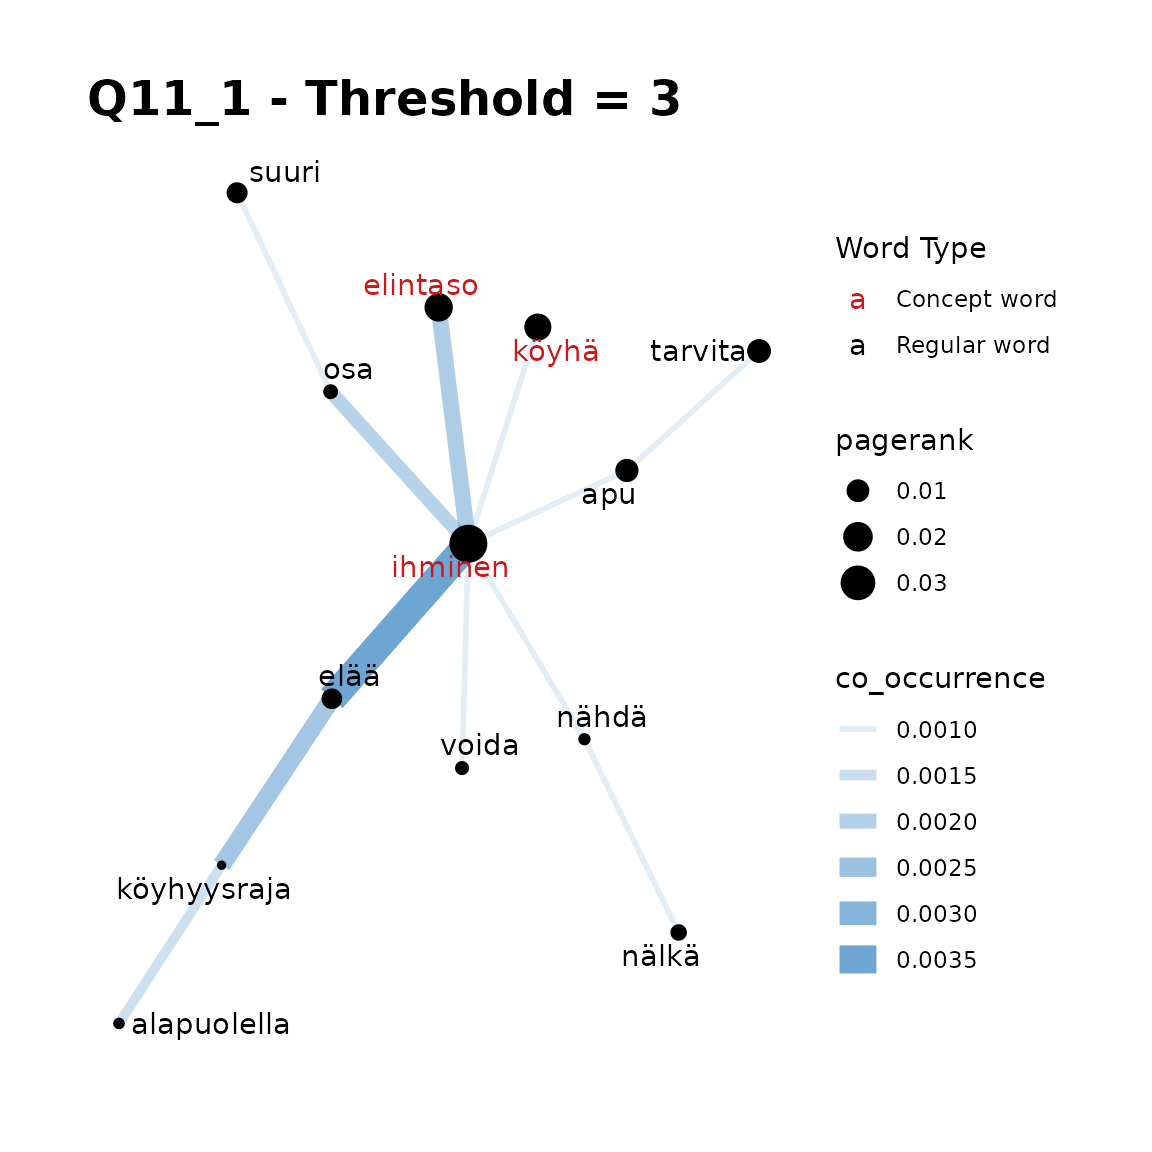 Q11_1 - Threshold = 3
suuri
elintaso
köyhä
tarvita
osa
apu
ihminen
elää
nähdä
voida
köyhyysraja
nälkä
alapuolella
Word Type
a Concept word
a Regular word
pagerank
0.01
0.02
0.03
co_occurrence
0.0010
0.0015
0.0020
0.0025
0.0030
0.0035